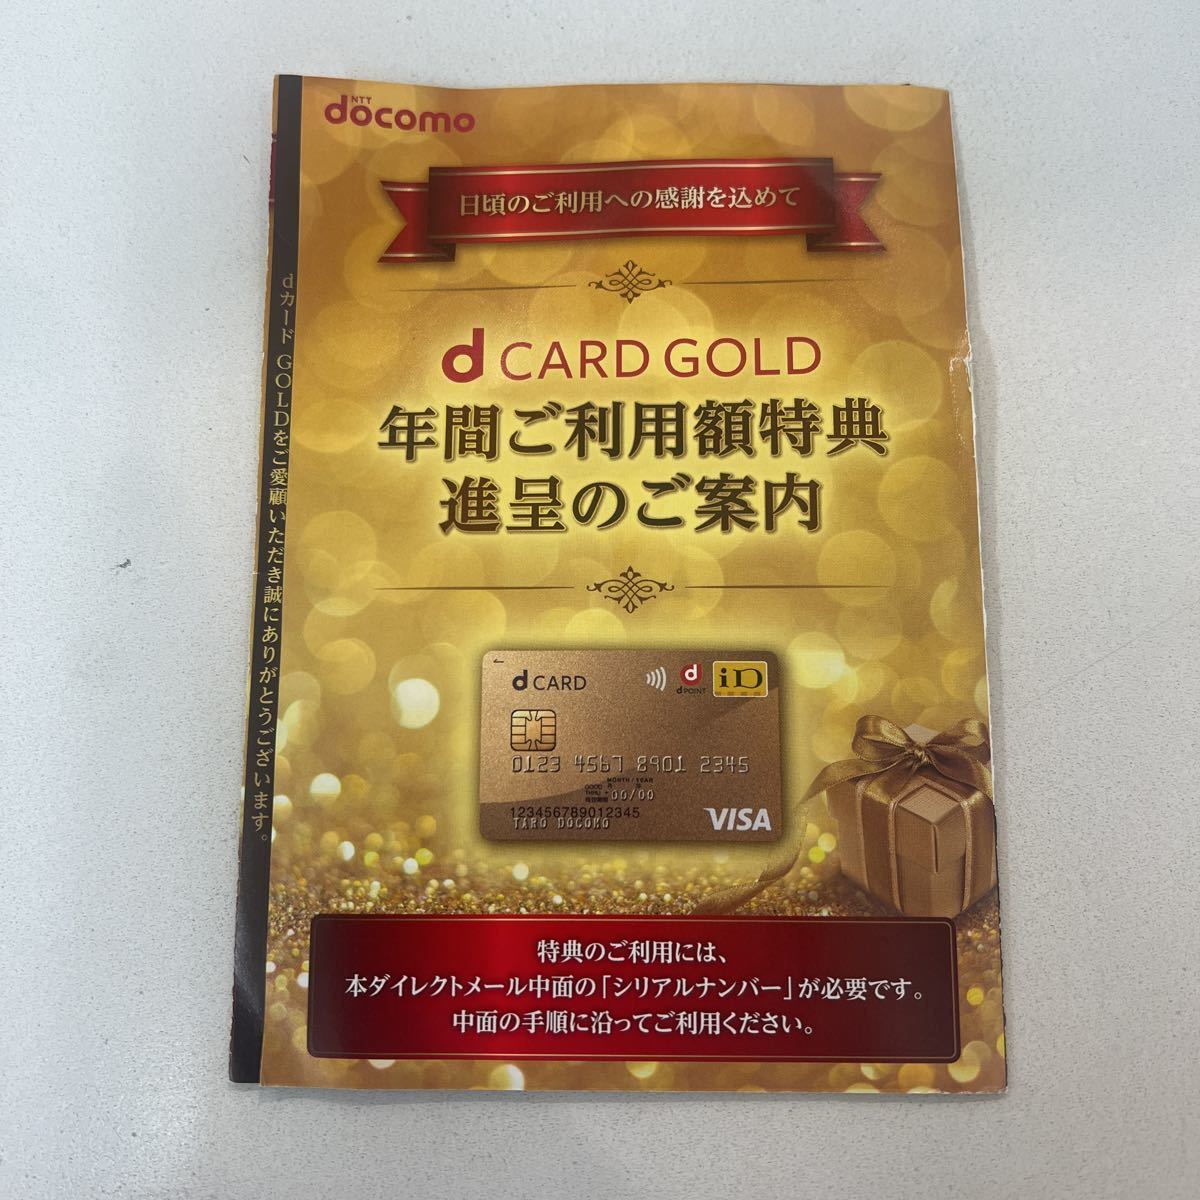 NTT
docomo
日頃のご利用への感謝を込めて
d CARD GOLD
年間ご利用額特典
進呈のご案内
dカード GOLDをご愛顧いただき誠にありがとうございます。
d CARD
d POINT
iD
0123 4567 8901 2345
MONTH / YEAR
GOOD THRU
00/00
123456789012345
TARO DOCOMO
VISA
特典のご利用には、
本ダイレクトメール中面の「シリアルナンバー」が必要です。
中面の手順に沿ってご利用ください。